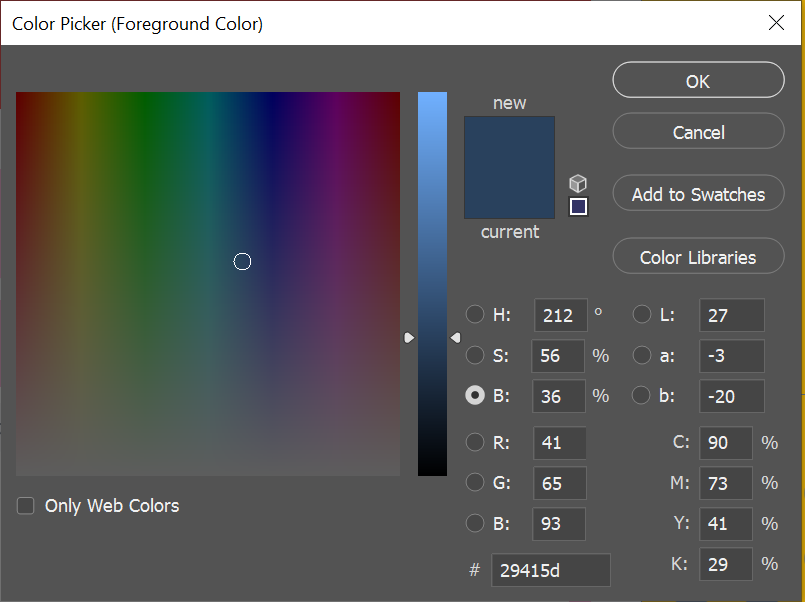 Color Picker (Foreground Color)
new
current
OK
Cancel
Add to Swatches
Color Libraries
H: 212 °
S: 56 %
B: 36 %
L: 27
a: -3
b: -20
R: 41
G: 65
B: 93
# 29415d
C: 90 %
M: 73 %
Y: 41 %
K: 29 %
Only Web Colors